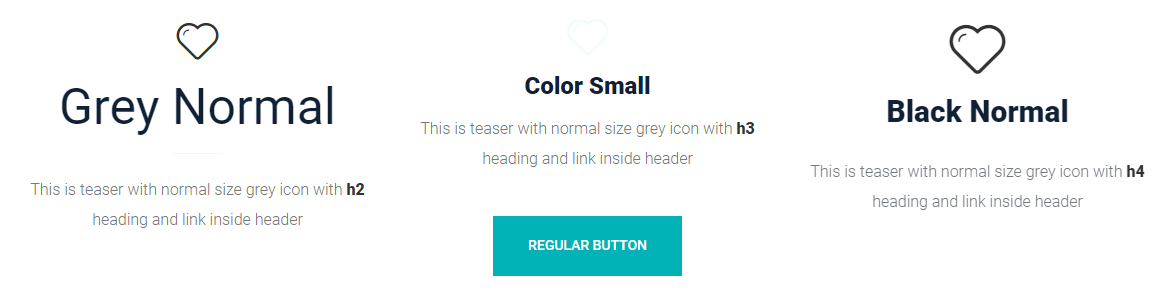 Grey Normal
This is teaser with normal size grey icon with h2
heading and link inside header
Color Small
This is teaser with normal size grey icon with h3
heading and link inside header
REGULAR BUTTON
Black Normal
This is teaser with normal size grey icon with h4
heading and link inside header